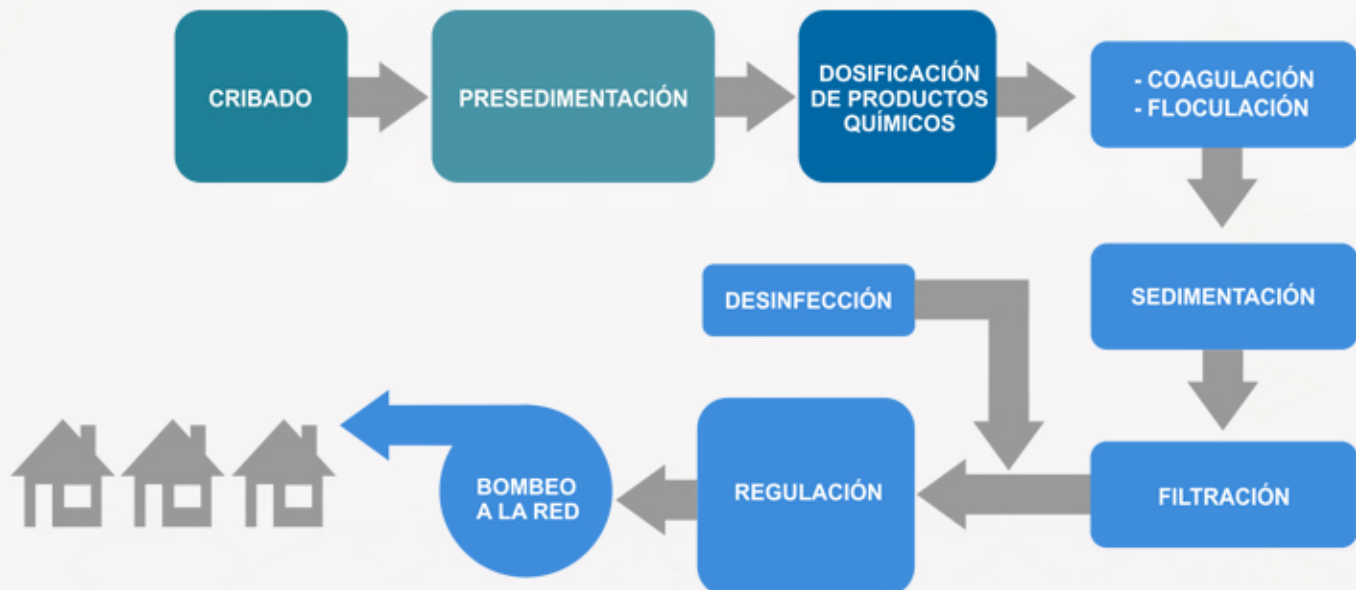 CRIBADO
PRESEDIMENTACIÓN
DOSIFICACIÓN
DE PRODUCTOS
QUÍMICOS
- COAGULACIÓN
- FLOCULACIÓN
SEDIMENTACIÓN
DESINFECCIÓN
FILTRACIÓN
REGULACIÓN
BOMBEO
A LA RED